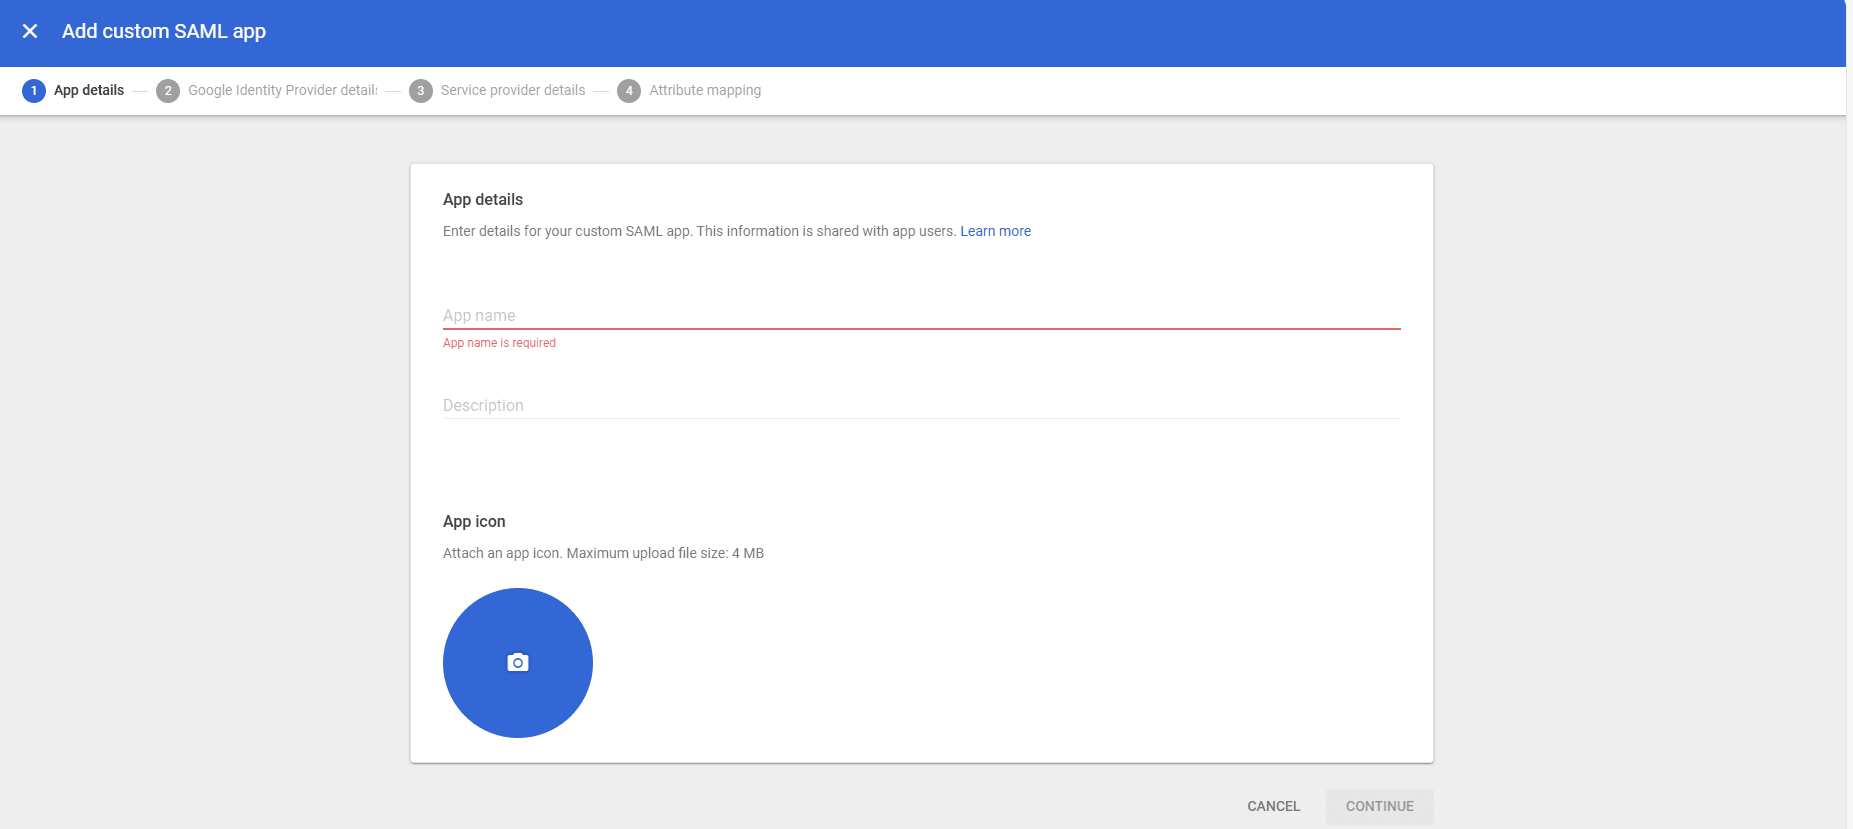 Add custom SAML app
1 App details 2 Google Identity Provider details 3 Service provider details 4 Attribute mapping
App details
Enter details for your custom SAML app. This information is shared with app users. Learn more
App name
App name is required
Description
App icon
Attach an app icon. Maximum upload file size: 4 MB
CANCEL CONTINUE